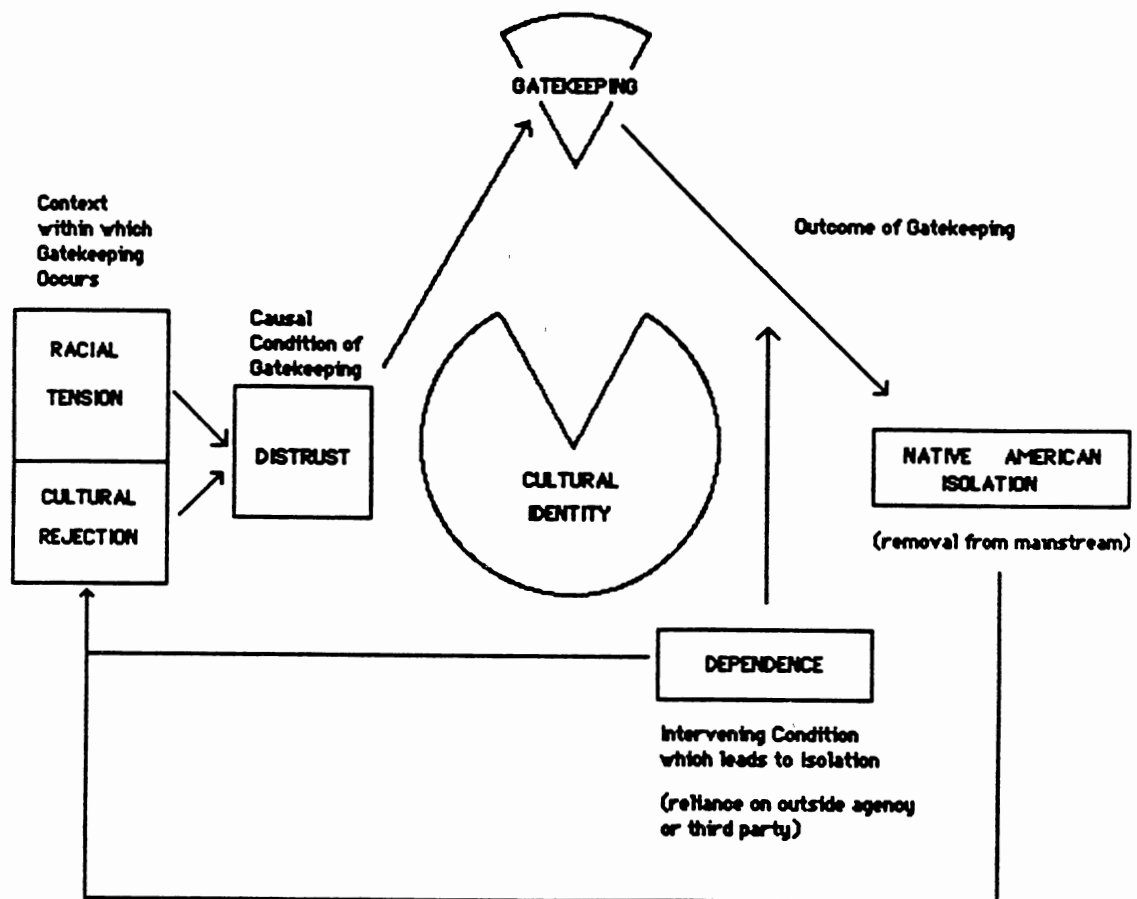 GATEKEEPING
Context
within which
Gatekeeping
Occurs
Outcome of Gatekeeping
RACIAL
TENSION
Causal
Condition of
Gatekeeping
DISTRUST
CULTURAL
REJECTION
CULTURAL
IDENTITY
NATIVE AMERICAN
ISOLATION
(removal from mainstream)
DEPENDENCE
Intervening Condition
which leads to Isolation
(reliance on outside agency
or third party)